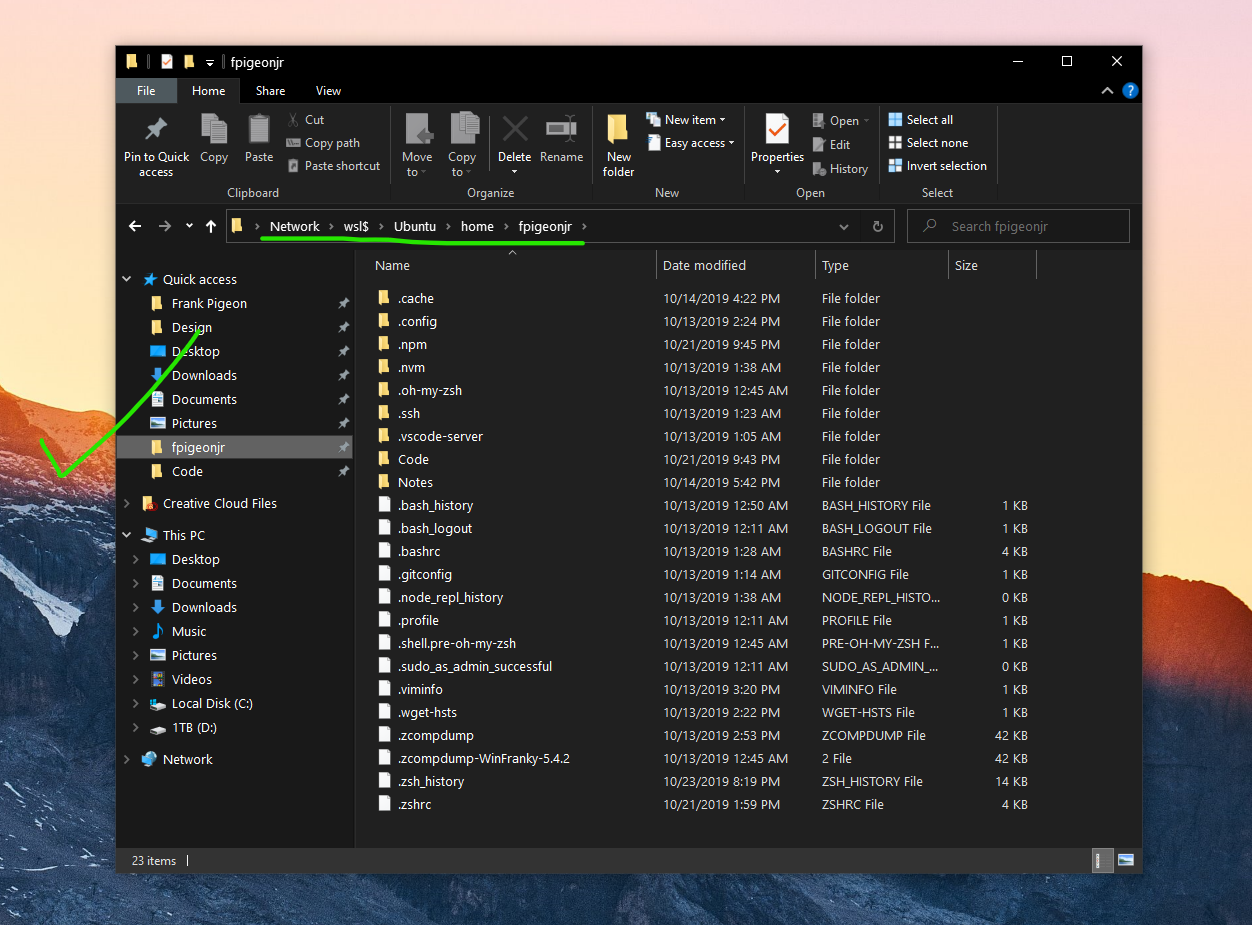 fpigeonjr
File Home Share View
Pin to Quick access
Copy
Paste
Cut
Copy path
Paste shortcut
Clipboard
Move to
Copy to
Delete
Rename
Organize
New folder
New item
Easy access
New
Properties
Open
Edit
History
Open
Select all
Select none
Invert selection
Select
Network > wsl$ > Ubuntu > home > fpigeonjr >
Search fpigeonjr
Quick access
Frank Pigeon
Design
Desktop
Downloads
Documents
Pictures
fpigeonjr
Code
Creative Cloud Files
This PC
Desktop
Documents
Downloads
Music
Pictures
Videos
Local Disk (C:)
1TB (D:)
Network
Name Date modified Type Size
.cache 10/14/2019 4:22 PM File folder
.config 10/13/2019 2:24 PM File folder
.npm 10/21/2019 9:45 PM File folder
.nvm 10/13/2019 1:38 AM File folder
.oh-my-zsh 10/13/2019 12:45 AM File folder
.ssh 10/13/2019 1:23 AM File folder
.vscode-server 10/13/2019 1:05 AM File folder
Code 10/21/2019 9:43 PM File folder
Notes 10/14/2019 5:42 PM File folder
.bash_history 10/13/2019 12:50 AM BASH_HISTORY File 1 KB
.bash_logout 10/13/2019 12:11 AM BASH_LOGOUT File 1 KB
.bashrc 10/13/2019 1:28 AM BASHRC File 4 KB
.gitconfig 10/13/2019 1:14 AM GITCONFIG File 1 KB
.node_repl_history 10/13/2019 1:38 AM NODE_REPL_HISTO... 0 KB
.profile 10/13/2019 12:11 AM PROFILE File 1 KB
.shell.pre-oh-my-zsh 10/13/2019 12:45 AM PRE-OH-MY-ZSH F... 1 KB
.sudo_as_admin_successful 10/13/2019 12:11 AM SUDO_AS_ADMIN_... 0 KB
.viminfo 10/13/2019 3:20 PM VIMINFO File 1 KB
.wget-hsts 10/13/2019 2:22 PM WGET-HSTS File 1 KB
.zcompdump 10/13/2019 2:53 PM ZCOMPDUMP File 42 KB
.zcompdump-WinFranky-5.4.2 10/13/2019 12:45 AM 2 File 42 KB
.zsh_history 10/23/2019 8:19 PM ZSH_HISTORY File 14 KB
.zshrc 10/21/2019 1:59 PM ZSHRC File 4 KB
23 items